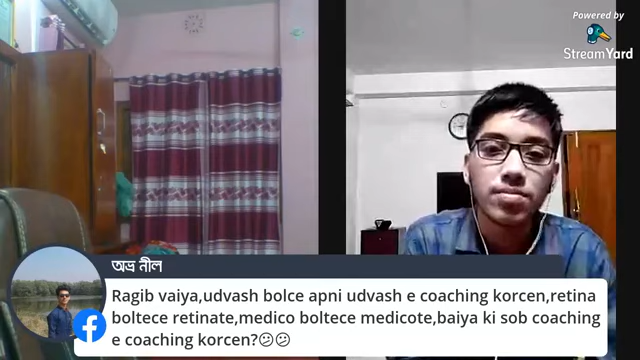 Powered by
StreamYard
অভ্র নীল
Ragib vaiya,udvash bolce apni udvash e coaching korcen,retina
boltece retinate,medico boltece medicote,baiya ki sob coaching
e coaching korcen?😕😕